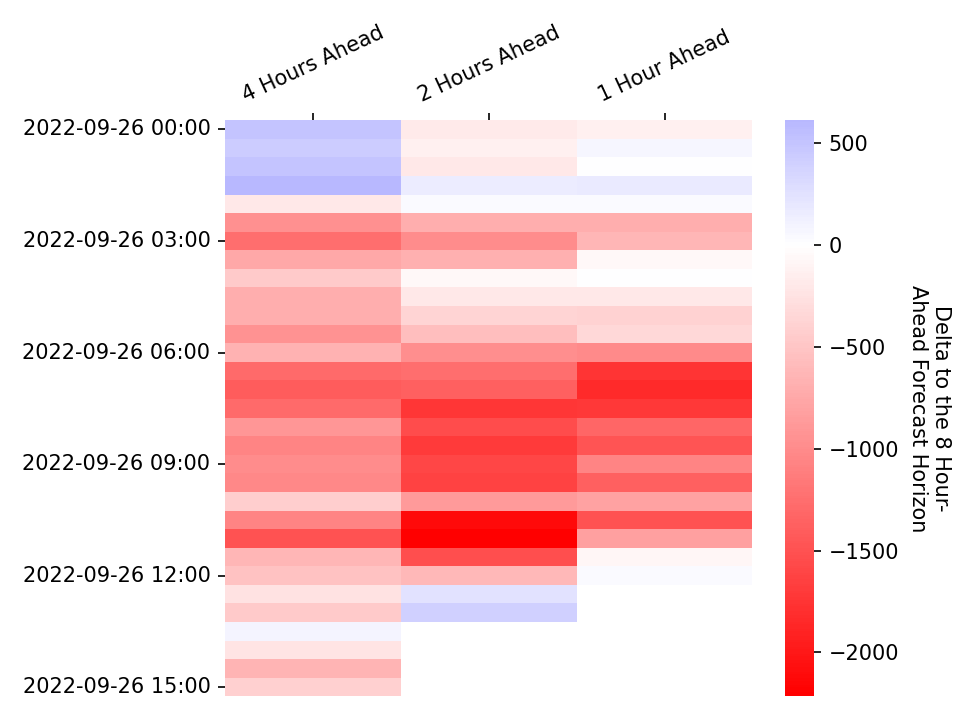 4 Hours Ahead
2 Hours Ahead
1 Hour Ahead
2022-09-26 00:00
2022-09-26 03:00
2022-09-26 06:00
2022-09-26 09:00
2022-09-26 12:00
2022-09-26 15:00
500
0
−500
−1000
−1500
−2000
Delta to the 8 Hour-
Ahead Forecast Horizon